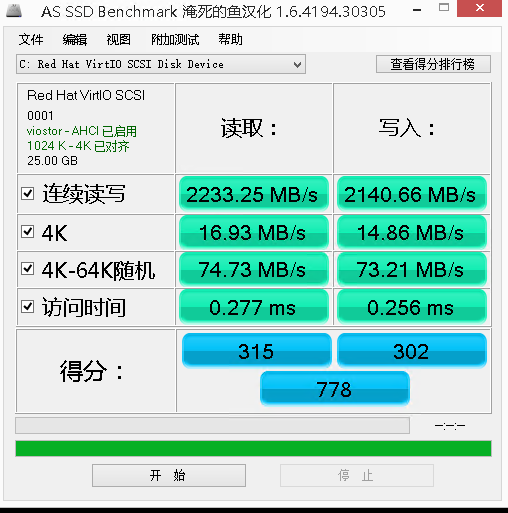 AS SSD Benchmark 淹死的鱼汉化 1.6.4194.30305
文件 编辑 视图 附加测试 帮助
C: Red Hat VirtIO SCSI Disk Device 查看得分排行榜
Red Hat VirtIO SCSI
0001
viostor - AHCI 已启用
1024 K - 4K 已对齐
25.00 GB
读取： 写入：
连续读写 2233.25 MB/s 2140.66 MB/s
4K 16.93 MB/s 14.86 MB/s
4K-64K随机 74.73 MB/s 73.21 MB/s
访问时间 0.277 ms 0.256 ms
得分： 315 302
778
--:--:--
开 始 停 止